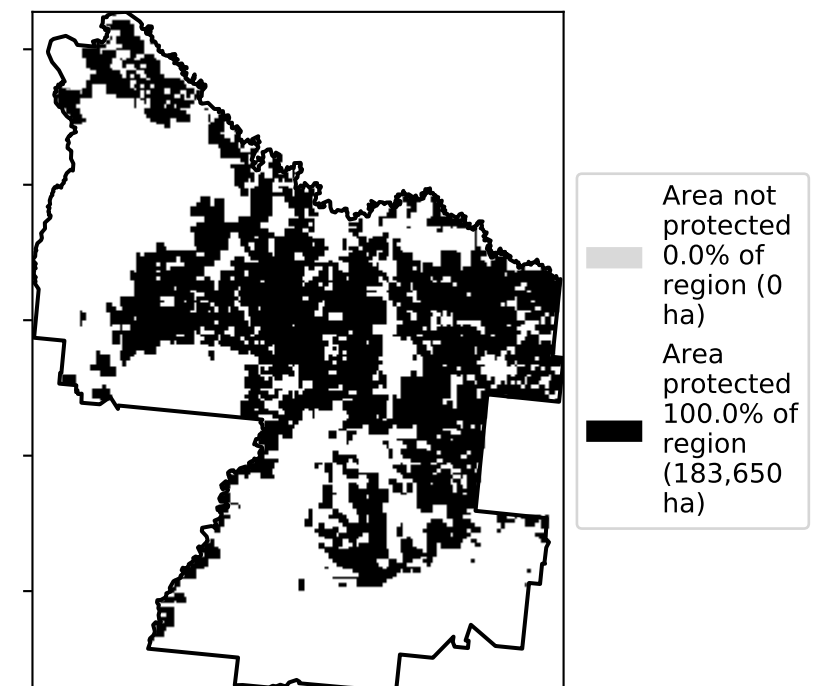 Area not
protected
0.0% of
region (0
ha)
Area
protected
100.0% of
region
(183,650
ha)